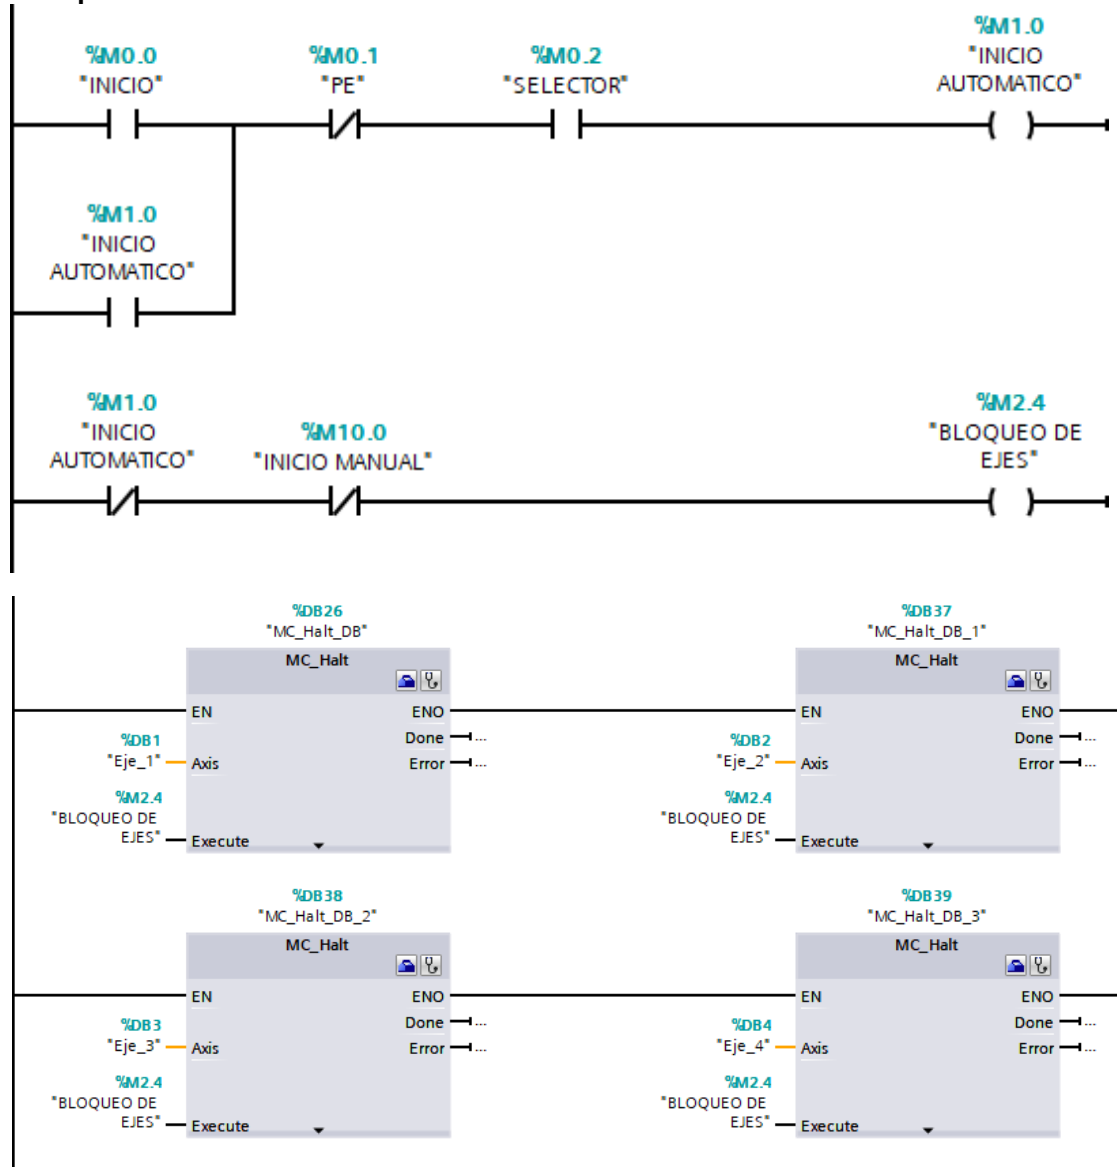 %M0.0
"INICIO"
%M0.1
"PE"
%M0.2
"SELECTOR"
%M1.0
"INICIO
AUTOMATICO"
%M1.0
"INICIO
AUTOMATICO"
%M1.0
"INICIO
AUTOMATICO"
%M10.0
"INICIO MANUAL"
%M2.4
"BLOQUEO DE
EJES"
%DB26
"MC_Halt_DB"
MC_Halt
EN
ENO
Done
...
%DB1
"Eje_1"
Axis
Error
...
%M2.4
"BLOQUEO DE
EJES"
Execute
%DB37
"MC_Halt_DB_1"
MC_Halt
EN
ENO
Done
...
%DB2
"Eje_2"
Axis
Error
...
%M2.4
"BLOQUEO DE
EJES"
Execute
%DB38
"MC_Halt_DB_2"
MC_Halt
EN
ENO
Done
...
%DB3
"Eje_3"
Axis
Error
...
%M2.4
"BLOQUEO DE
EJES"
Execute
%DB39
"MC_Halt_DB_3"
MC_Halt
EN
ENO
Done
...
%DB4
"Eje_4"
Axis
Error
...
%M2.4
"BLOQUEO DE
EJES"
Execute